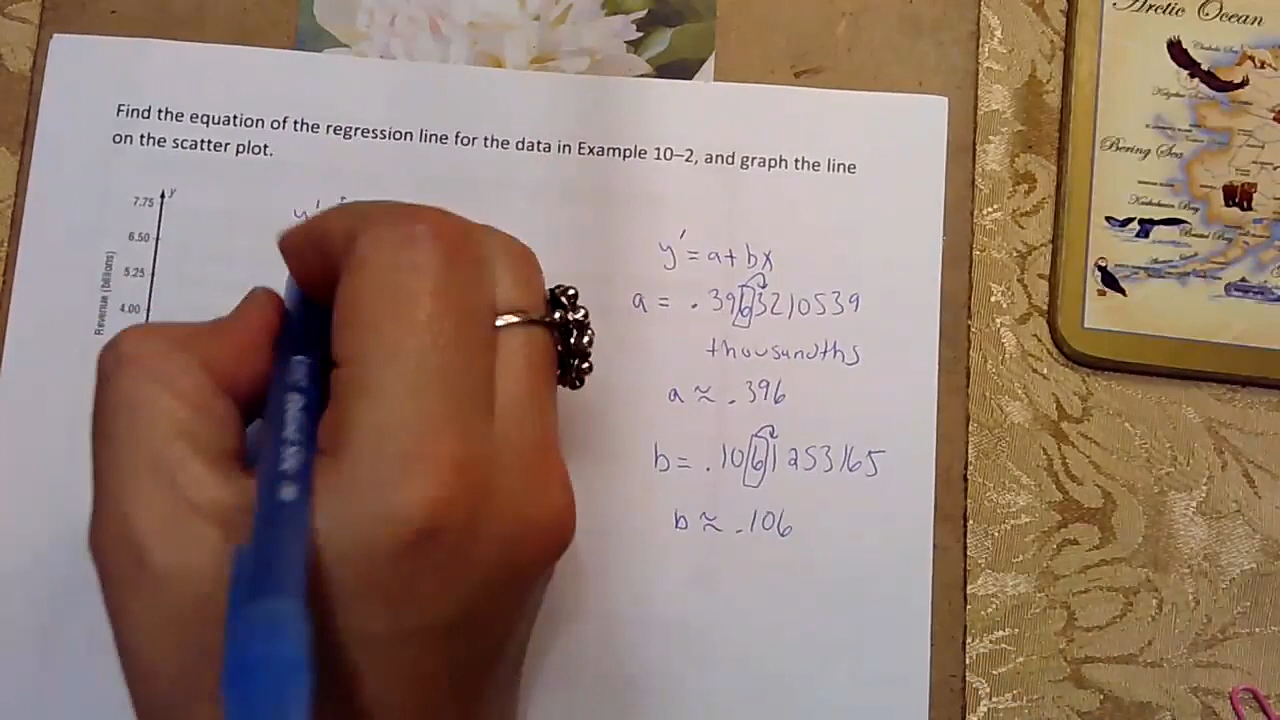 Find the equation of the regression line for the data in Example 10–2, and graph the line
on the scatter plot.
y
7.75
6.50
5.25
4.00
Revenue (billions)
y'
y' = a + bx
a = .3963210539
thousandths
a ≈ .396
b = .1061253165
b ≈ .106
Arctic Ocean
Bering Sea